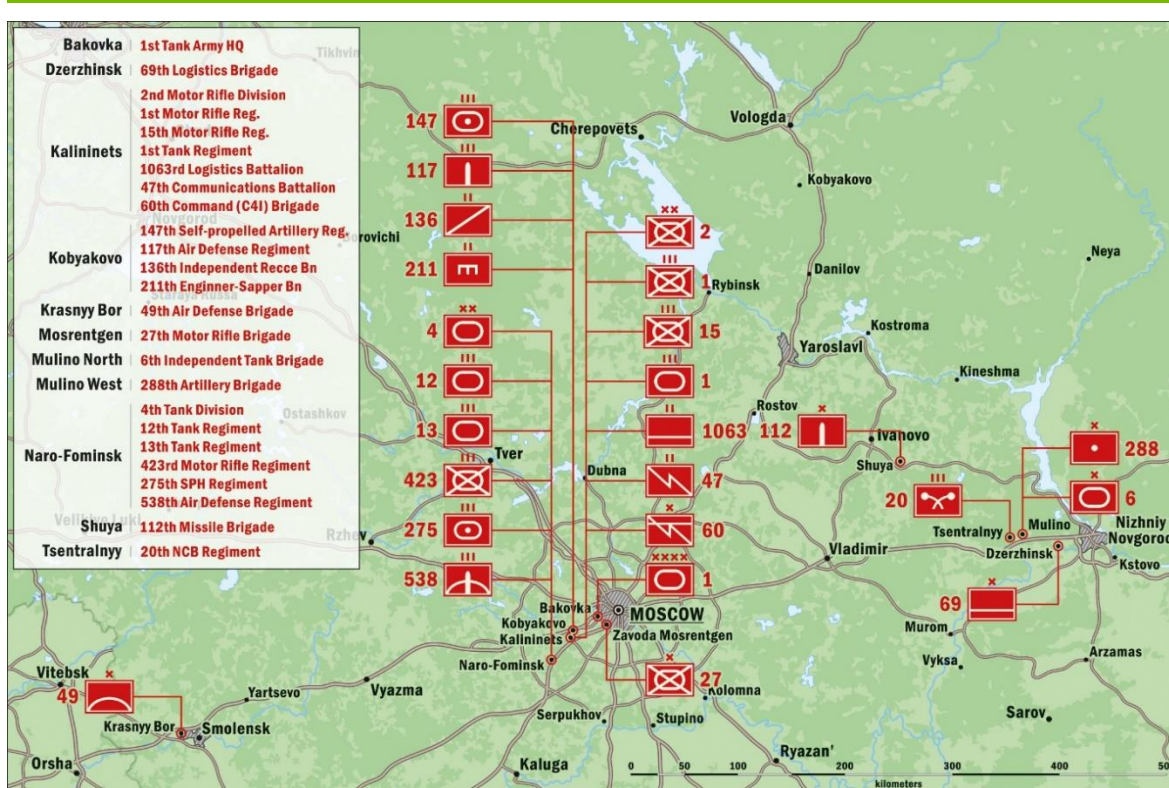 Bakovka 1st Tank Army HQ
Dzerzhinsk 69th Logistics Brigade
2nd Motor Rifle Division
1st Motor Rifle Reg.
15th Motor Rifle Reg.
Kalininets 1st Tank Regiment
1063rd Logistics Battalion
47th Communications Battalion
60th Command (C4I) Brigade
147th Self-propelled Artillery Reg.
117th Air Defense Regiment
Kobyakovo
136th Independent Recce Bn
211th Enginner-Sapper Bn
Krasnyy Bor 49th Air Defense Brigade
Mosrentgen 27th Motor Rifle Brigade
Mulino North 6th Independent Tank Brigade
Mulino West 288th Artillery Brigade
4th Tank Division
12th Tank Regiment
13th Tank Regiment
Naro-Fominsk
423rd Motor Rifle Regiment
275th SPH Regiment
538th Air Defense Regiment
Shuya 112th Missile Brigade
Tsentralnyy 20th NCB Regiment
Tikhvin
Novgorod
Borovichi
Staraya Russa
Ostashkov
Velikiye Luki
Rzhev
147
117
136
211
4
12
13
423
275
538
2
1
15
1
1063
47
60
1
27
112
20
288
6
69
49
Cherepovets
Vologda
Kobyakovo
Danilov
Neya
Rybinsk
Kostroma
Yaroslavl
Kineshma
Rostov
Ivanovo
Shuya
Tver
Dubna
Tsentralnyy
Mulino
Dzerzhinsk
Nizhniy
Novgorod
Kstovo
Vladimir
Bakovka
MOSCOW
Kobyakovo
Kalininets
Zavoda Mosrentgen
Naro-Fominsk
Murom
Vyksa
Arzamas
Sarov
Vitebsk
Yartsevo
Vyazma
Krasnyy Bor
Smolensk
Orsha
Kaluga
Serpukhov
Stupino
Kolomna
Ryazan'
0 50 100 200 300 400 50
kilometers